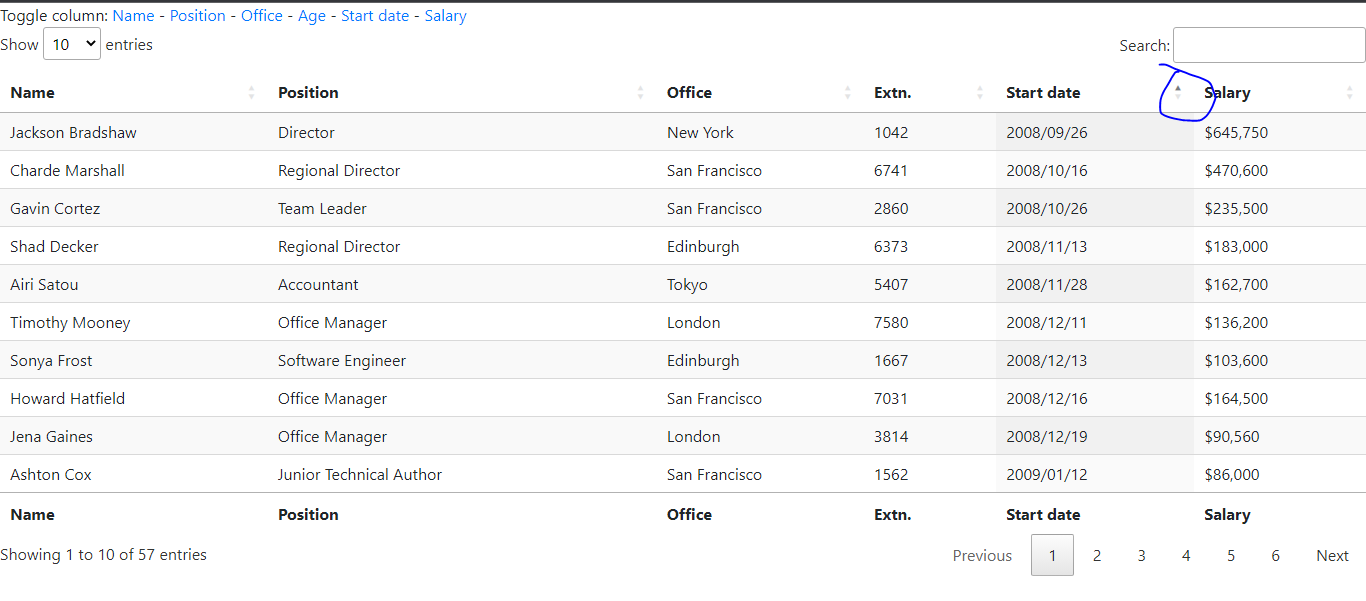 Toggle column: Name - Position - Office - Age - Start date - Salary
Show 10 entries Search:
Name Position Office Extn. Start date Salary
Jackson Bradshaw Director New York 1042 2008/09/26 $645,750
Charde Marshall Regional Director San Francisco 6741 2008/10/16 $470,600
Gavin Cortez Team Leader San Francisco 2860 2008/10/26 $235,500
Shad Decker Regional Director Edinburgh 6373 2008/11/13 $183,000
Airi Satou Accountant Tokyo 5407 2008/11/28 $162,700
Timothy Mooney Office Manager London 7580 2008/12/11 $136,200
Sonya Frost Software Engineer Edinburgh 1667 2008/12/13 $103,600
Howard Hatfield Office Manager San Francisco 7031 2008/12/16 $164,500
Jena Gaines Office Manager London 3814 2008/12/19 $90,560
Ashton Cox Junior Technical Author San Francisco 1562 2009/01/12 $86,000
Name Position Office Extn. Start date Salary
Showing 1 to 10 of 57 entries Previous 1 2 3 4 5 6 Next